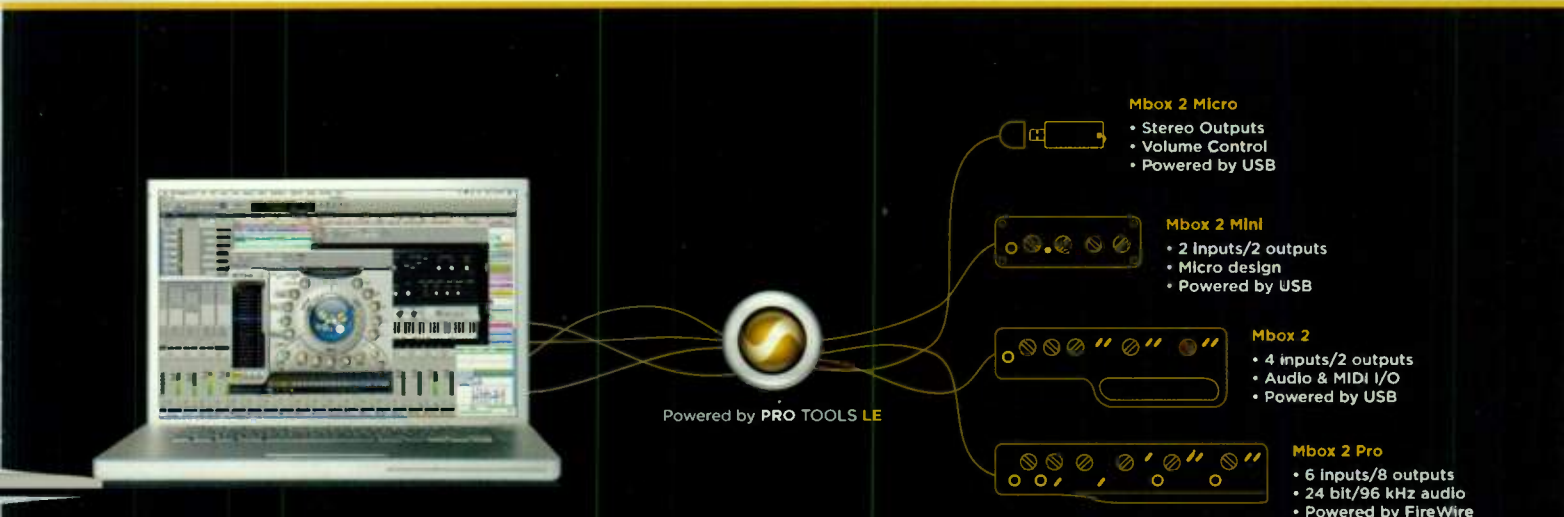 Mbox 2 Micro
• Stereo Outputs
• Volume Control
• Powered by USB
Mbox 2 Mini
• 2 inputs/2 outputs
• Micro design
• Powered by USB
Mbox 2
• 4 inputs/2 outputs
• Audio & MIDI I/O
• Powered by USB
Powered by PRO TOOLS LE
Mbox 2 Pro
• 6 inputs/8 outputs
• 24 bit/96 kHz audio
• Powered by FireWire